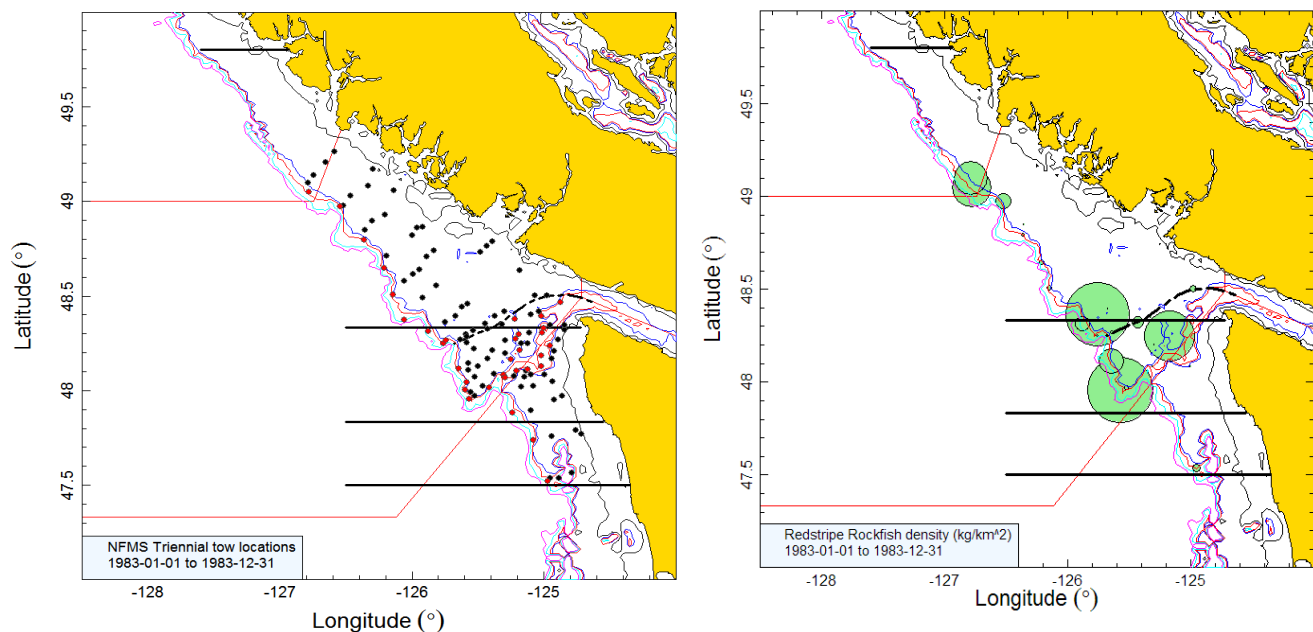 49.5
49
48.5
48
47.5
Latitude (°)
NFMS Triennial tow locations
1983-01-01 to 1983-12-31
-128
-127
-126
-125
Longitude (°)
49.5
49
48.5
48
47.5
Latitude (°)
Redstripe Rockfish density (kg/km^2)
1983-01-01 to 1983-12-31
-128
-127
-126
-125
Longitude (°)